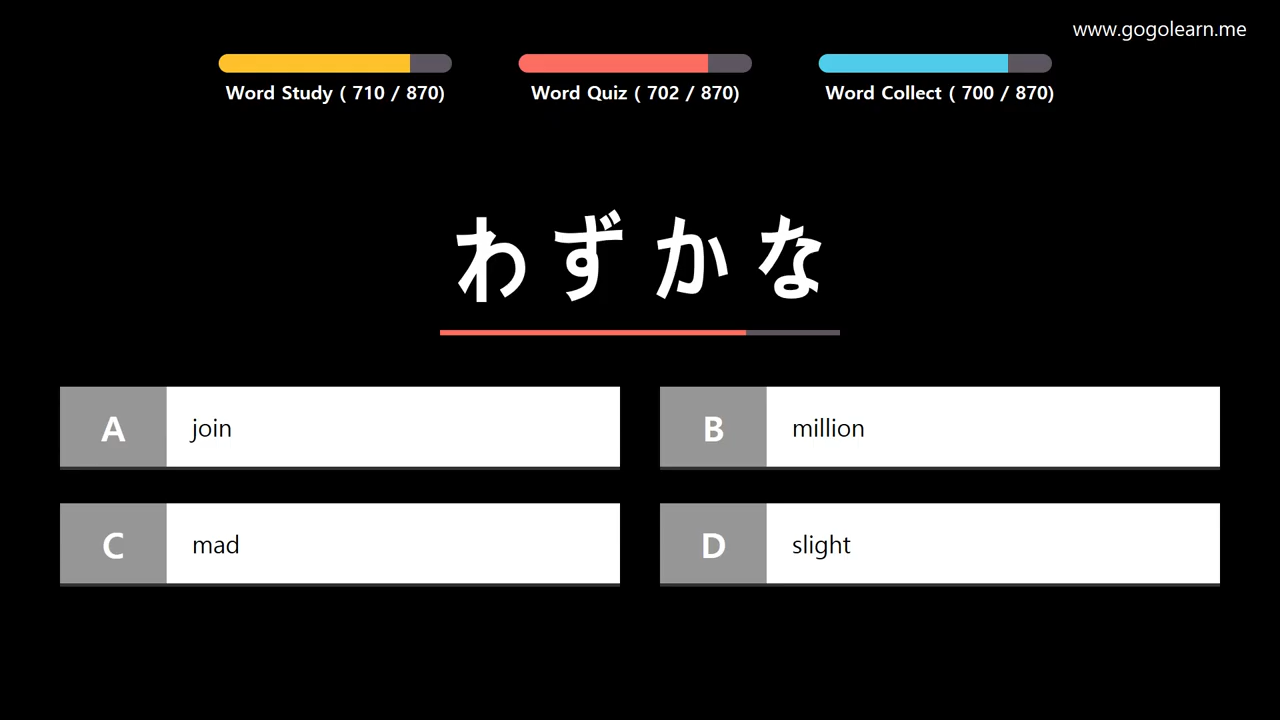 www.gogolearn.me
Word Study ( 710 / 870)
Word Quiz ( 702 / 870)
Word Collect ( 700 / 870)
わずかな
A join
B million
C mad
D slight